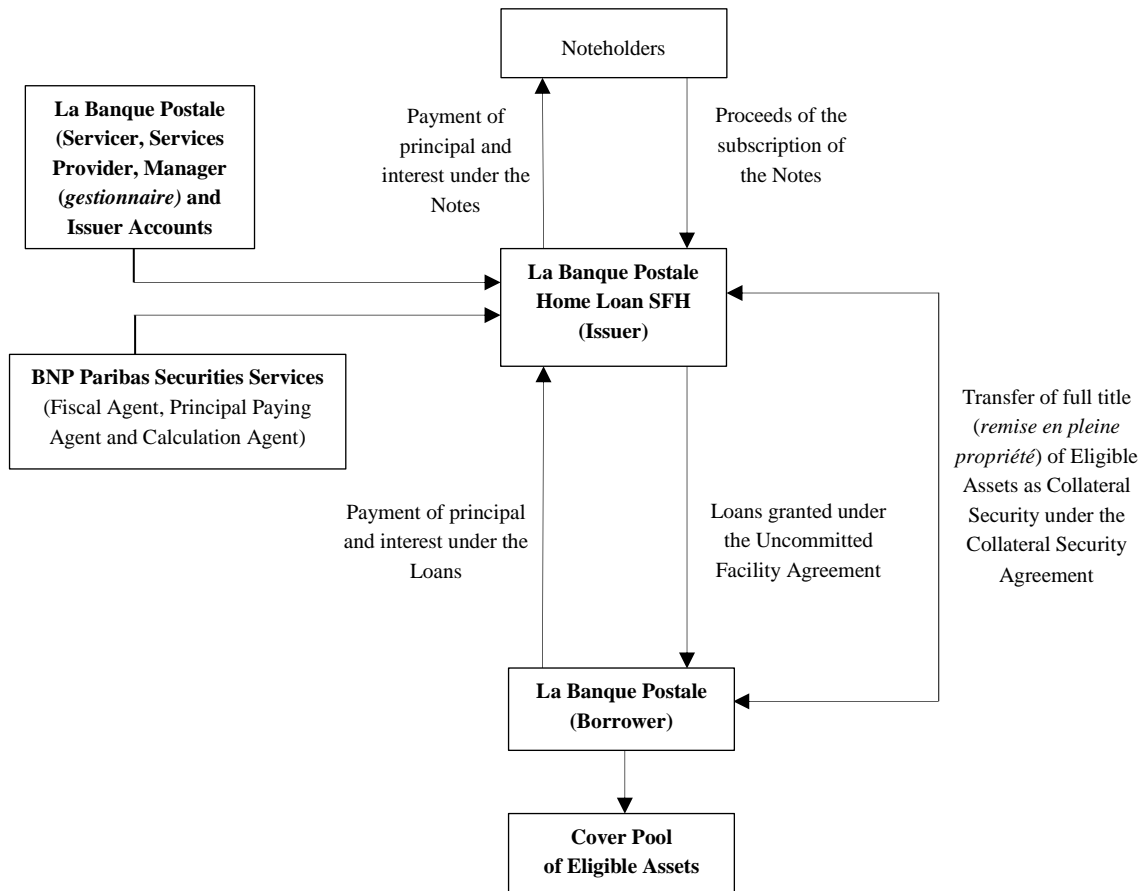 Noteholders
La Banque Postale
(Servicer, Services
Provider, Manager
(gestionnaire) and
Issuer Accounts
Payment of
principal and
interest under the
Notes
Proceeds of the
subscription of
the Notes
La Banque Postale
Home Loan SFH
(Issuer)
BNP Paribas Securities Services
(Fiscal Agent, Principal Paying
Agent and Calculation Agent)
Transfer of full title
(remise en pleine
propriété) of Eligible
Assets as Collateral
Security under the
Collateral Security
Agreement
Payment of principal
and interest under the
Loans
Loans granted under
the Uncommitted
Facility Agreement
La Banque Postale
(Borrower)
Cover Pool
of Eligible Assets